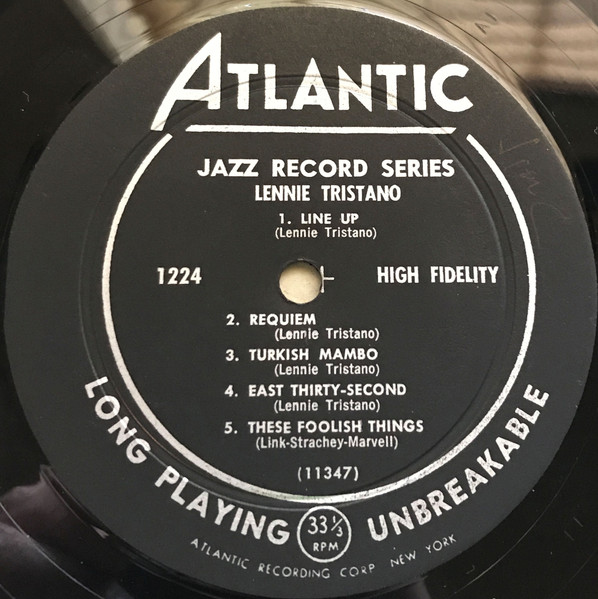 ATLANTIC
JAZZ RECORD SERIES
LENNIE TRISTANO
1. LINE UP
(Lennie Tristano)
1224
HIGH FIDELITY
2. REQUIEM
(Lennie Tristano)
3. TURKISH MAMBO
(Lennie Tristano)
4. EAST THIRTY-SECOND
(Lennie Tristano)
5. THESE FOOLISH THINGS
(Link-Strachey-Marvell)
(11347)
LONG PLAYING
33 1/3
RPM
UNBREAKABLE
ATLANTIC RECORDING CORP NEW YORK